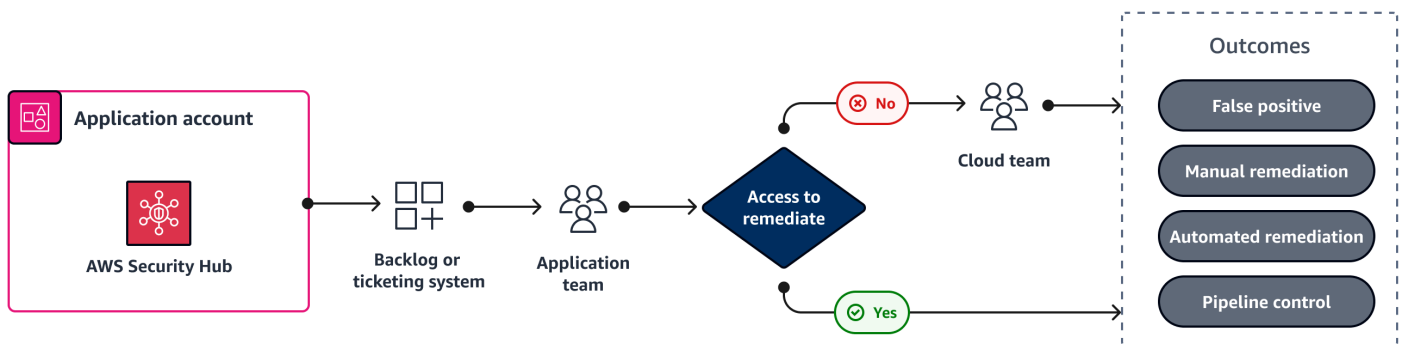 Application account
AWS Security Hub
Backlog or
ticketing system
Application
team
Access to
remediate
No
Cloud team
Yes
Outcomes
False positive
Manual remediation
Automated remediation
Pipeline control